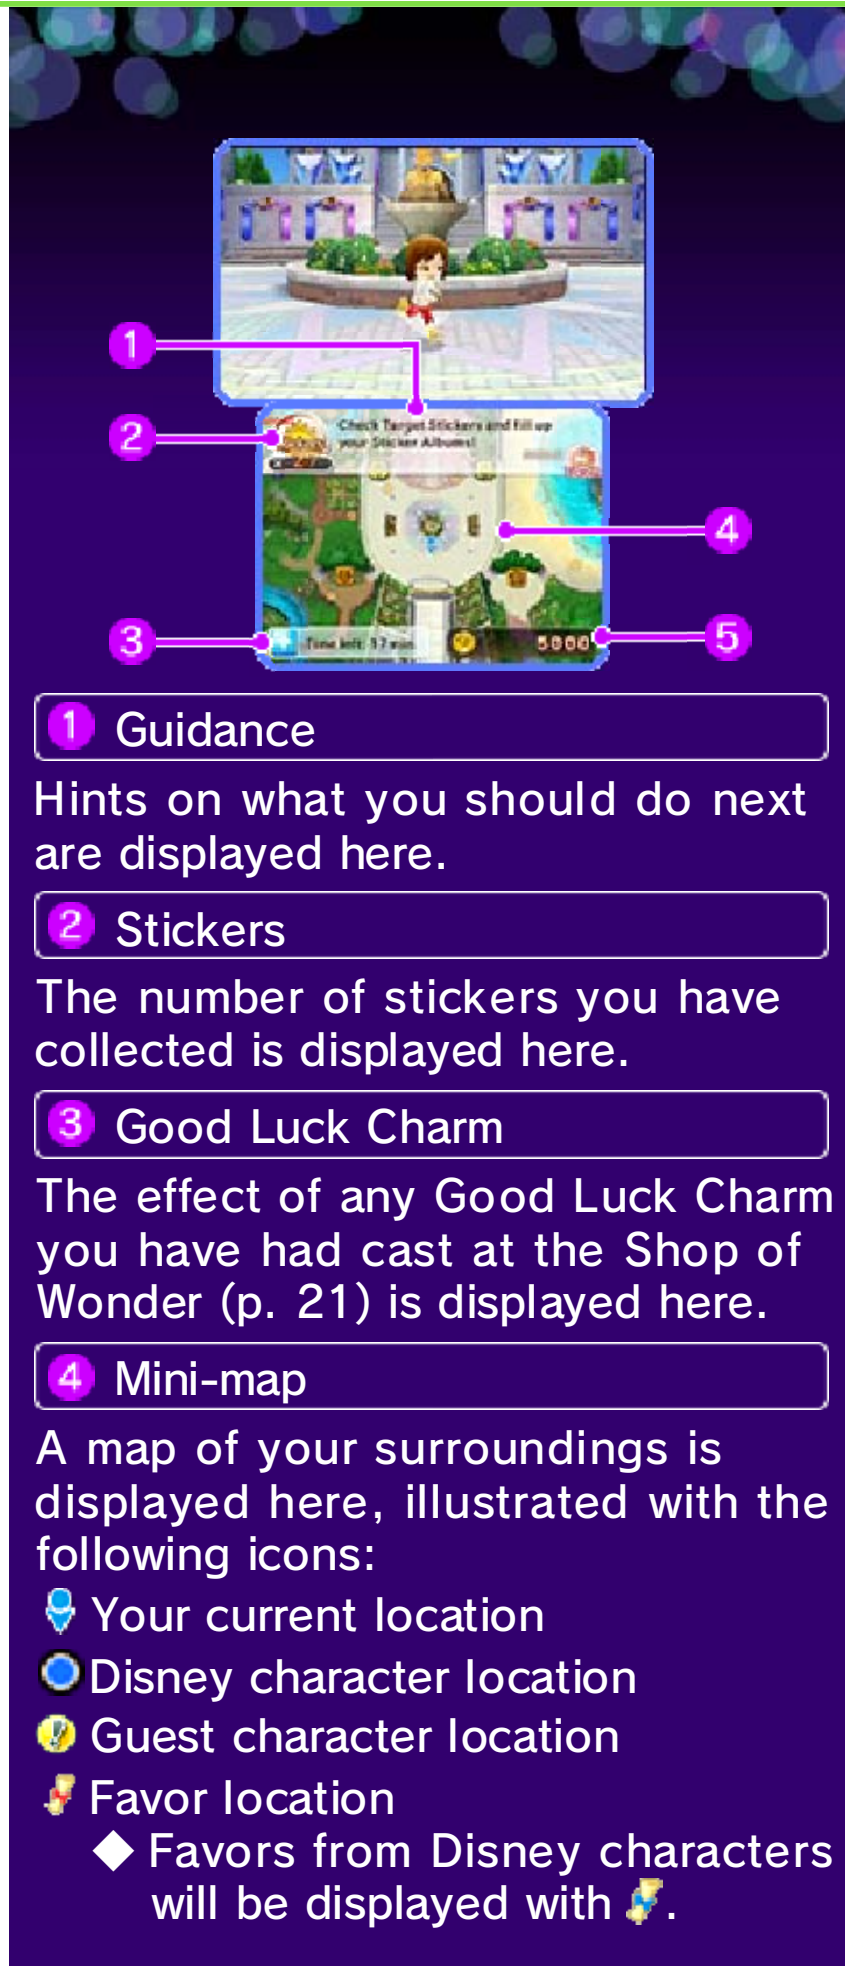 1
2
3
4
5
Check Target Stickers and fill up
your Sticker Albums!
Time left: 17 min
5000
1 Guidance
Hints on what you should do next
are displayed here.
2 Stickers
The number of stickers you have
collected is displayed here.
3 Good Luck Charm
The effect of any Good Luck Charm
you have had cast at the Shop of
Wonder (p. 21) is displayed here.
4 Mini-map
A map of your surroundings is
displayed here, illustrated with the
following icons:
Your current location
Disney character location
Guest character location
Favor location
◆ Favors from Disney characters
will be displayed with .